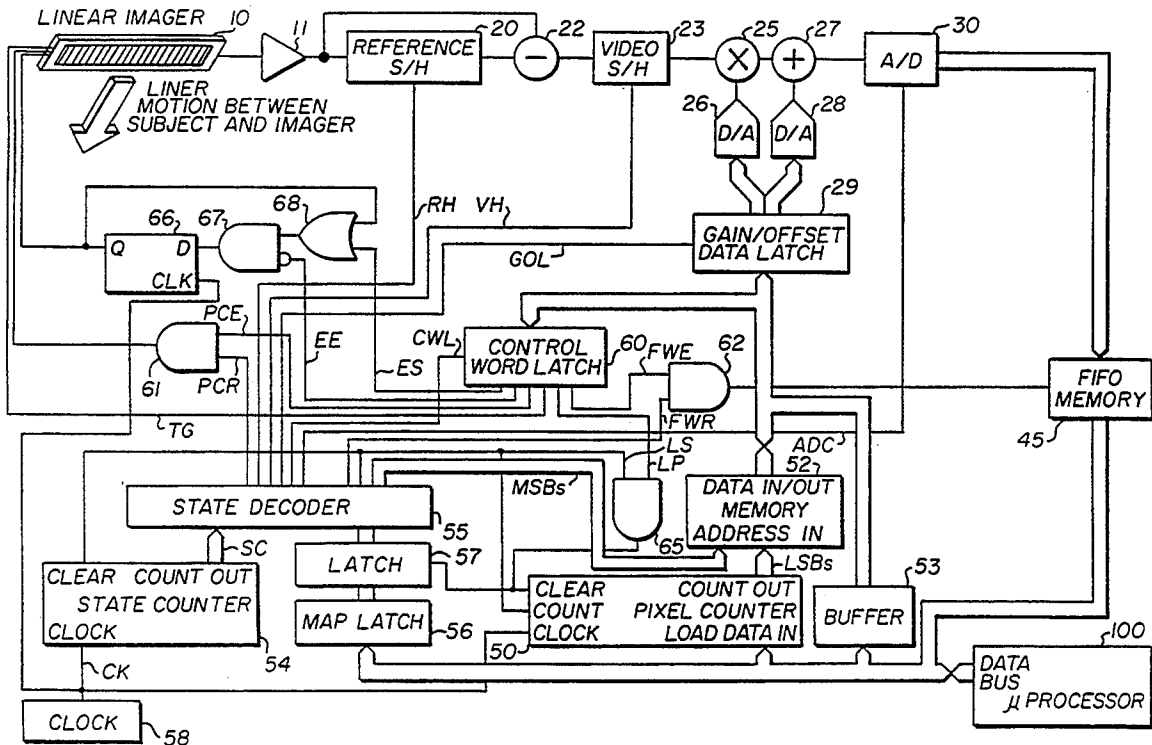 LINEAR IMAGER
10
11
REFERENCE
S/H
20
22
VIDEO
S/H
23
25
27
A/D
30
LINER
MOTION BETWEEN
SUBJECT AND IMAGER
26
D/A
D/A
28
RH
VH
GOL
29
GAIN/OFFSET
DATA LATCH
66
Q
D
CLK
67
68
PCE
PCR
61
EE
ES
CWL
CONTROL
WORD LATCH
60
FWE
62
FWR
FIFO
MEMORY
45
TG
LS
LP
ADC
MSBs
52
DATA IN/OUT
MEMORY
ADDRESS IN
65
LSBs
STATE DECODER
55
SC
LATCH
57
MAP LATCH
56
CLEAR
COUNT OUT
STATE COUNTER
CLOCK
54
CLEAR
COUNT OUT
COUNT
PIXEL COUNTER
CLOCK
LOAD DATA IN
50
BUFFER
53
100
DATA
BUS
μ PROCESSOR
CK
CLOCK
58